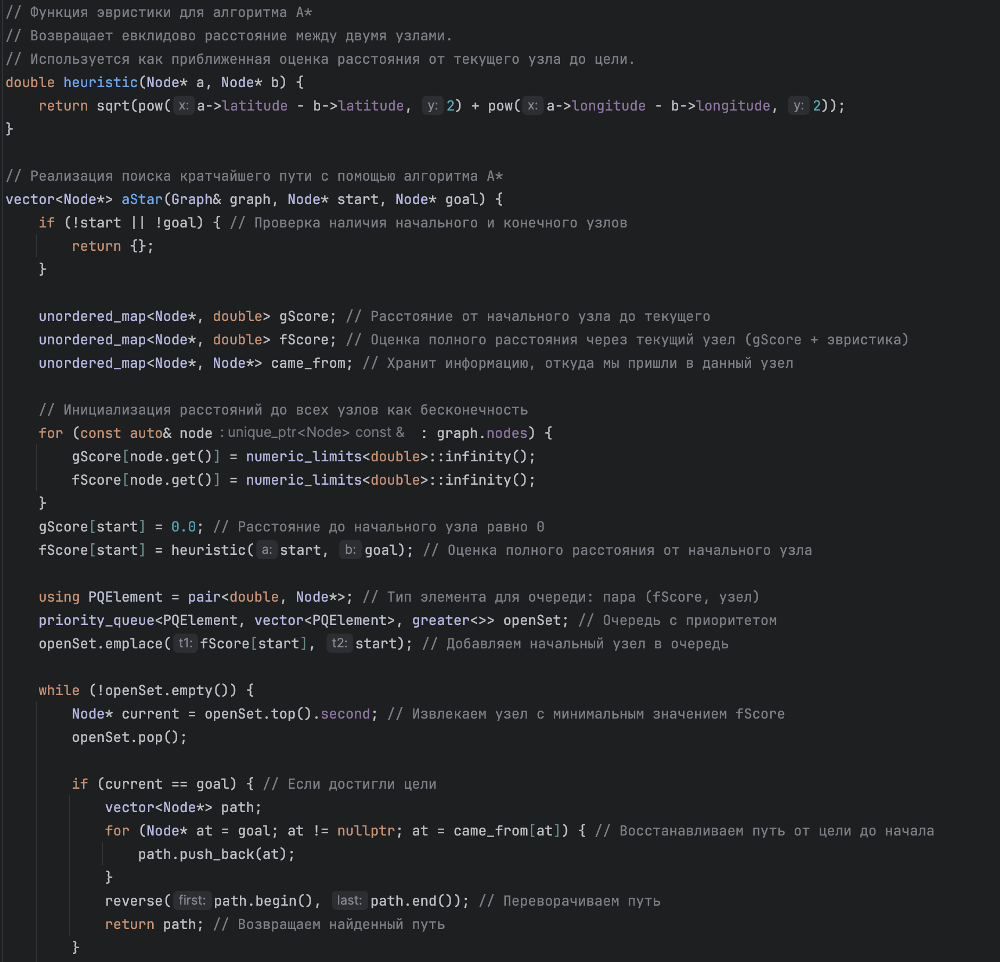 // Функция эвристики для алгоритма A*
// Возвращает евклидово расстояние между двумя узлами.
// Используется как приближенная оценка расстояния от текущего узла до цели.
double heuristic(Node* a, Node* b) {
    return sqrt(pow( x: a->latitude - b->latitude,  y: 2) + pow( x: a->longitude - b->longitude,  y: 2));
}
// Реализация поиска кратчайшего пути с помощью алгоритма A*
vector<Node*> aStar(Graph& graph, Node* start, Node* goal) {
    if (!start || !goal) { // Проверка наличия начального и конечного узлов
        return {};
    }
    unordered_map<Node*, double> gScore; // Расстояние от начального узла до текущего
    unordered_map<Node*, double> fScore; // Оценка полного расстояния через текущий узел (gScore + эвристика)
    unordered_map<Node*, Node*> came_from; // Хранит информацию, откуда мы пришли в данный узел
    // Инициализация расстояний до всех узлов как бесконечность
    for (const auto& node : unique_ptr<Node> const &  : graph.nodes) {
        gScore[node.get()] = numeric_limits<double>::infinity();
        fScore[node.get()] = numeric_limits<double>::infinity();
    }
    gScore[start] = 0.0; // Расстояние до начального узла равно 0
    fScore[start] = heuristic( a: start,  b: goal); // Оценка полного расстояния от начального узла
    using PQElement = pair<double, Node*>; // Тип элемента для очереди: пара (fScore, узел)
    priority_queue<PQElement, vector<PQElement>, greater<>> openSet; // Очередь с приоритетом
    openSet.emplace( t1: fScore[start],  t2: start); // Добавляем начальный узел в очередь
    while (!openSet.empty()) {
        Node* current = openSet.top().second; // Извлекаем узел с минимальным значением fScore
        openSet.pop();
        if (current == goal) { // Если достигли цели
            vector<Node*> path;
            for (Node* at = goal; at != nullptr; at = came_from[at]) { // Восстанавливаем путь от цели до начала
                path.push_back(at);
            }
            reverse( first: path.begin(),  last: path.end()); // Переворачиваем путь
            return path; // Возвращаем найденный путь
        }